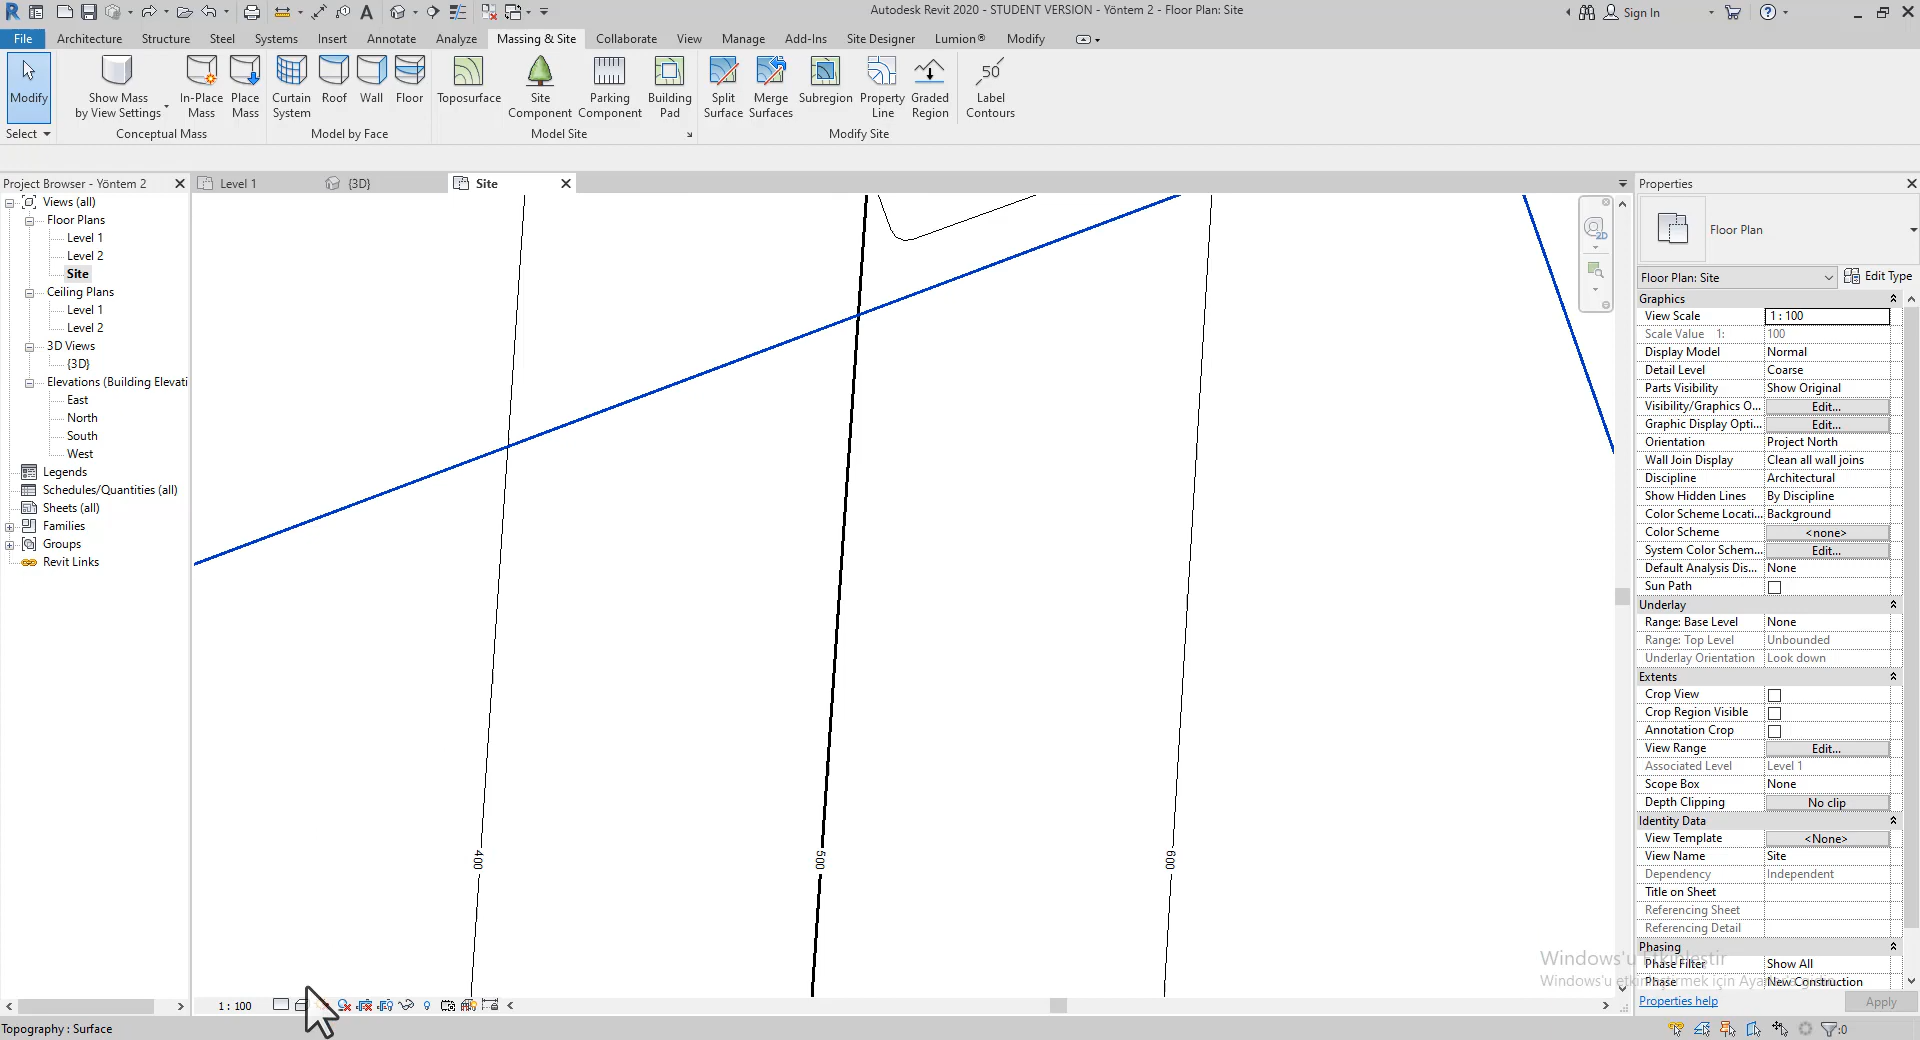 Autodesk Revit 2020 - STUDENT VERSION - Yöntem 2 - Floor Plan: Site
Sign In
File Architecture Structure Steel Systems Insert Annotate Analyze Massing & Site Collaborate View Manage Add-Ins Site Designer Lumion® Modify
Modify
Show Mass
by View Settings
In-Place
Mass
Place
Mass
Curtain
System
Roof
Wall
Floor
Toposurface
Site
Component
Parking
Component
Building
Pad
Split
Surface
Merge
Surfaces
Subregion
Property
Line
Graded
Region
50
Label
Contours
Select
Conceptual Mass
Model by Face
Model Site
Modify Site
Project Browser - Yöntem 2
Level 1
{3D}
Site
Properties
Views (all)
Floor Plans
Level 1
Level 2
Site
Ceiling Plans
Level 1
Level 2
3D Views
{3D}
Elevations (Building Elevati
East
North
South
West
Legends
Schedules/Quantities (all)
Sheets (all)
Families
Groups
Revit Links
2D
400
500
600
Floor Plan
Floor Plan: Site Edit Type
Graphics
View Scale 1 : 100
Scale Value 1: 100
Display Model Normal
Detail Level Coarse
Parts Visibility Show Original
Visibility/Graphics O... Edit...
Graphic Display Opti... Edit...
Orientation Project North
Wall Join Display Clean all wall joins
Discipline Architectural
Show Hidden Lines By Discipline
Color Scheme Locati... Background
Color Scheme <none>
System Color Schem... Edit...
Default Analysis Dis... None
Sun Path
Underlay
Range: Base Level None
Range: Top Level Unbounded
Underlay Orientation Look down
Extents
Crop View
Crop Region Visible
Annotation Crop
View Range Edit...
Associated Level Level 1
Scope Box None
Depth Clipping No clip
Identity Data
View Template <None>
View Name Site
Dependency Independent
Title on Sheet
Referencing Sheet
Referencing Detail
Phasing
Phase Filter Show All
Phase New Construction
Windows'u Etkinleştir
Windows'u etkinleştirmek için
Properties help Apply
1 : 100
Topography : Surface
:0